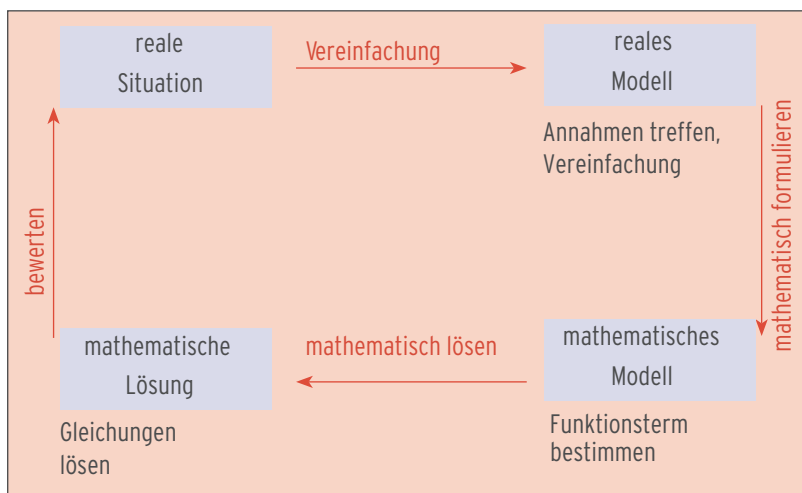 reale
Situation
Vereinfachung
reales
Modell
Annahmen treffen,
Vereinfachung
mathematisch formulieren
bewerten
mathematische
Lösung
mathematisch lösen
mathematisches
Modell
Gleichungen
lösen
Funktionsterm
bestimmen